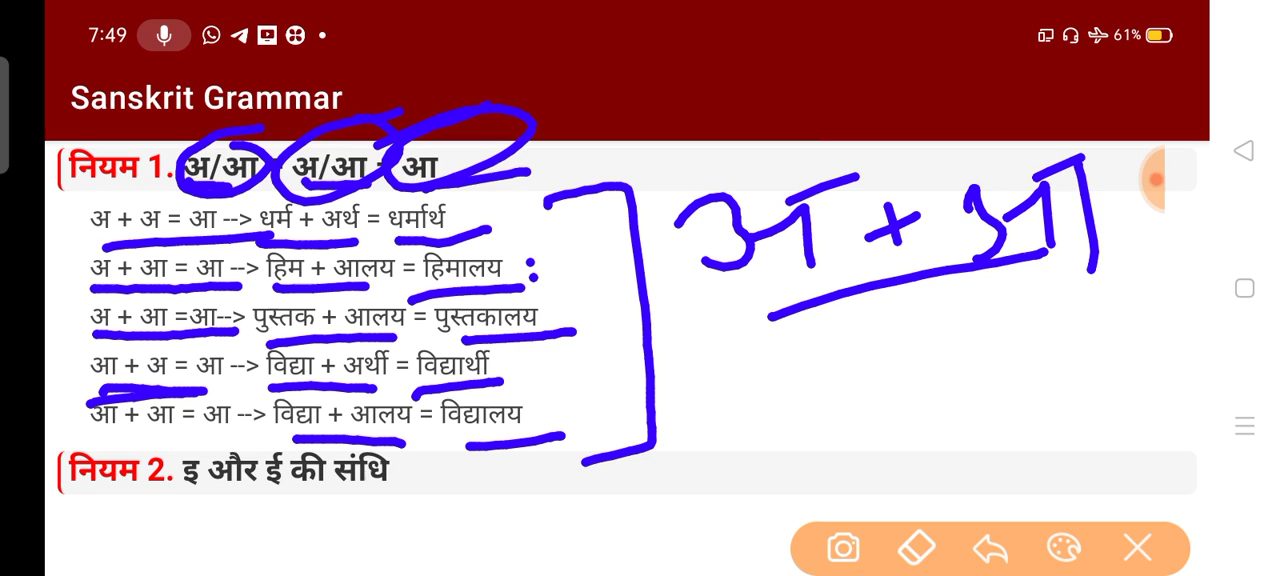 7:49 61%
Sanskrit Grammar
नियम 1. अ/आ + अ/आ = आ
अ + अ = आ --> धर्म + अर्थ = धर्मार्थ
अ + आ = आ --> हिम + आलय = हिमालय :
अ + आ =आ--> पुस्तक + आलय = पुस्तकालय
आ + अ = आ --> विद्या + अर्थी = विद्यार्थी
आ + आ = आ --> विद्या + आलय = विद्यालय
नियम 2. इ और ई की संधि
अ + आ